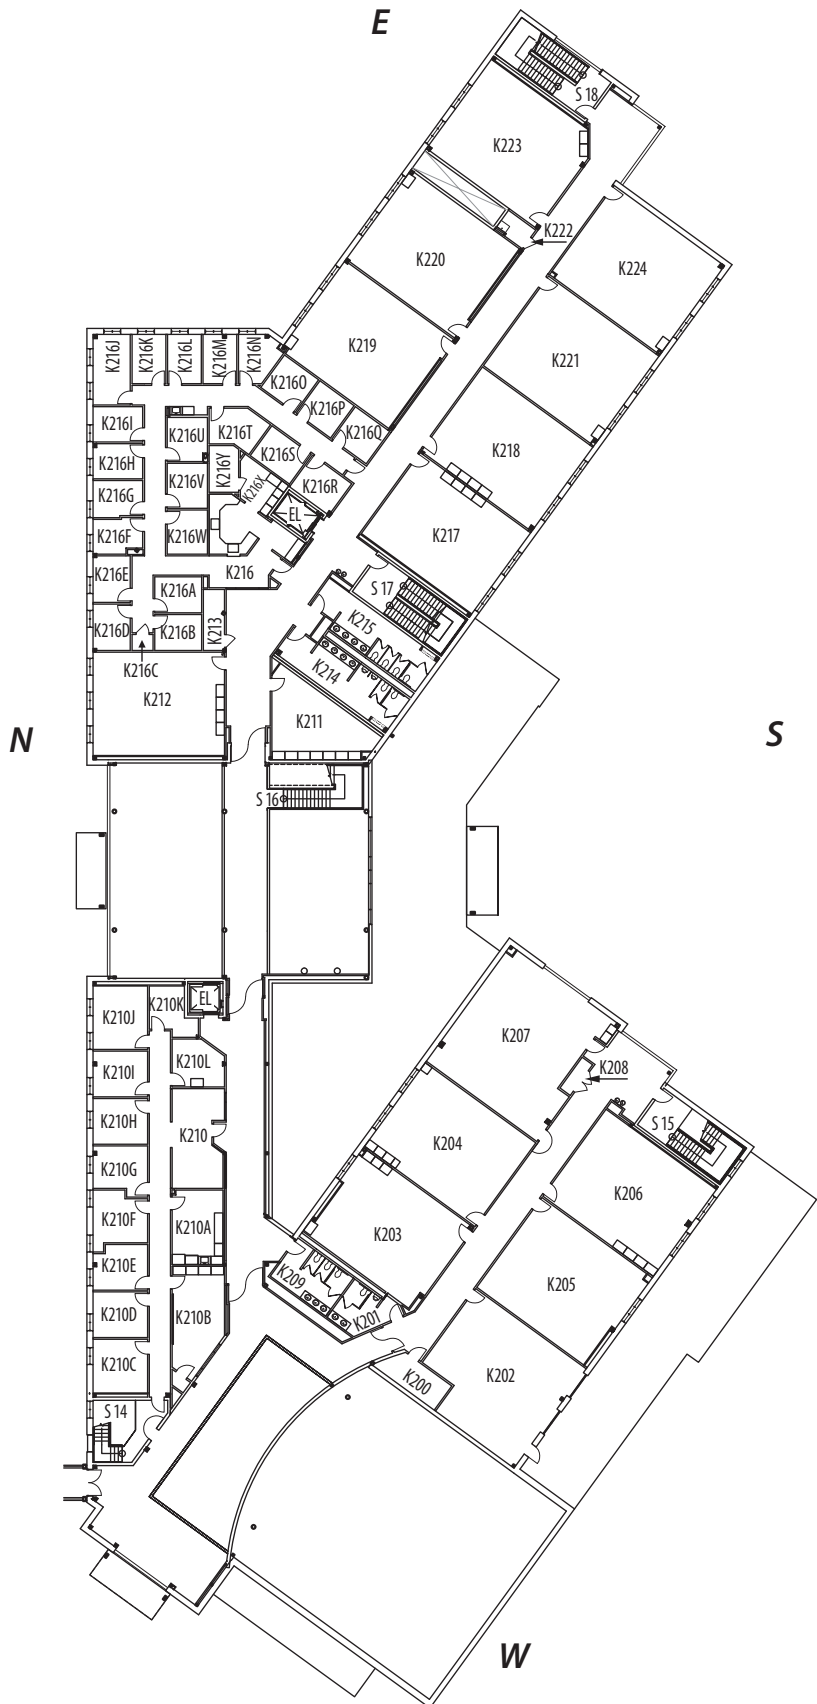 E
S 18
K223
K222
K220
K224
K221
K219
K216J
K216K
K216L
K216M
K216N
K216O
K216P
K216Q
K216I
K216U
K216T
K216S
K218
K216H
K216Y
K216V
K216X
K216R
K216G
EL
K217
K216F
K216W
K216E
K216
S 17
K216A
K215
K213
K216D
K216B
K214
K216C
K212
K211
N
S
S 16
K210J
K210K
EL
K207
K210I
K210L
K208
K210H
K210
K204
S 15
K210G
K206
K210F
K210A
K203
K210E
K209
K205
K210D
K210B
K201
K210C
K200
K202
S 14
W